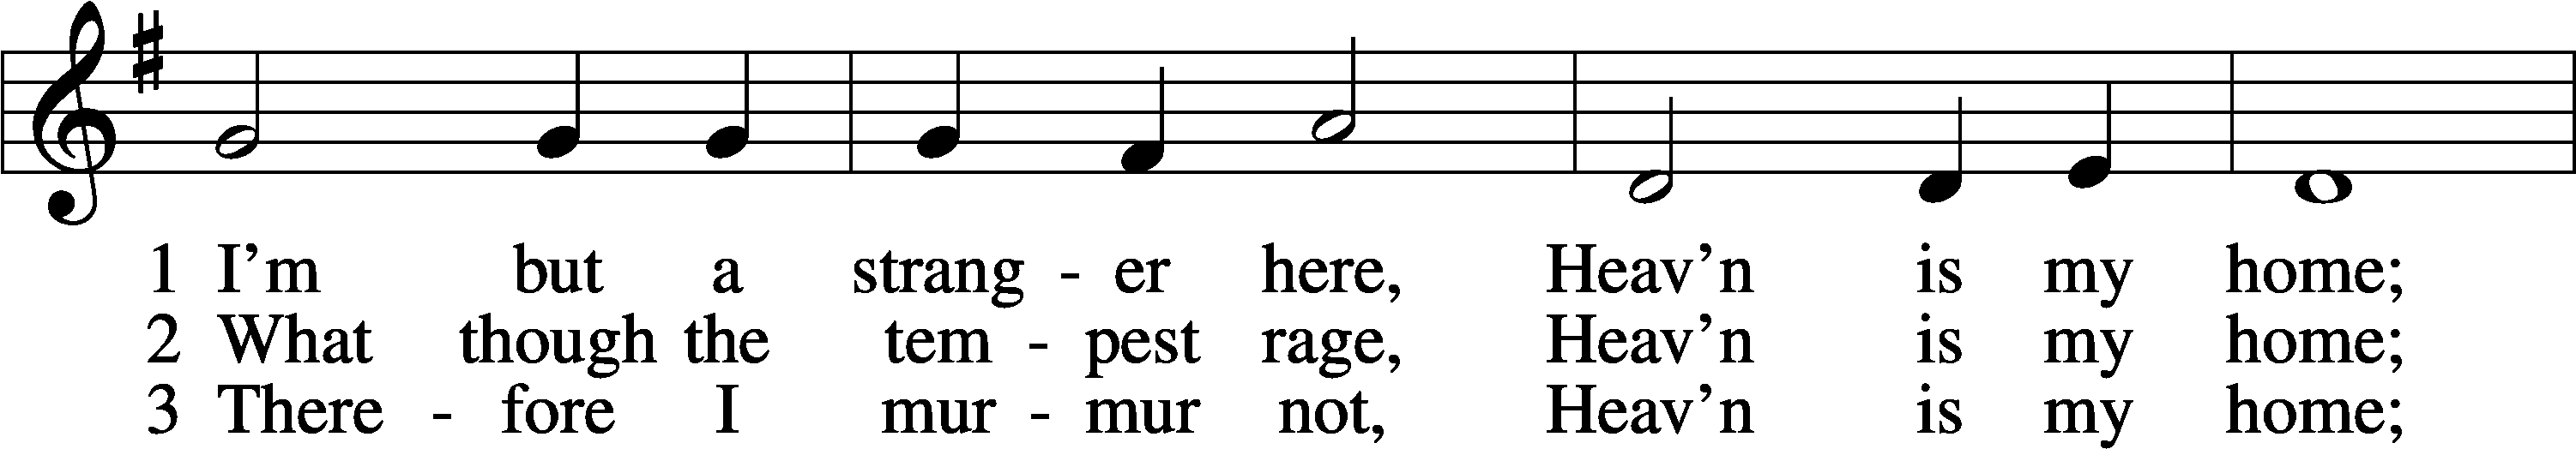 1 I'm but a strang - er here, Heav'n is my home;
2 What though the tem - pest rage, Heav'n is my home;
3 There - fore I mur - mur not, Heav'n is my home;